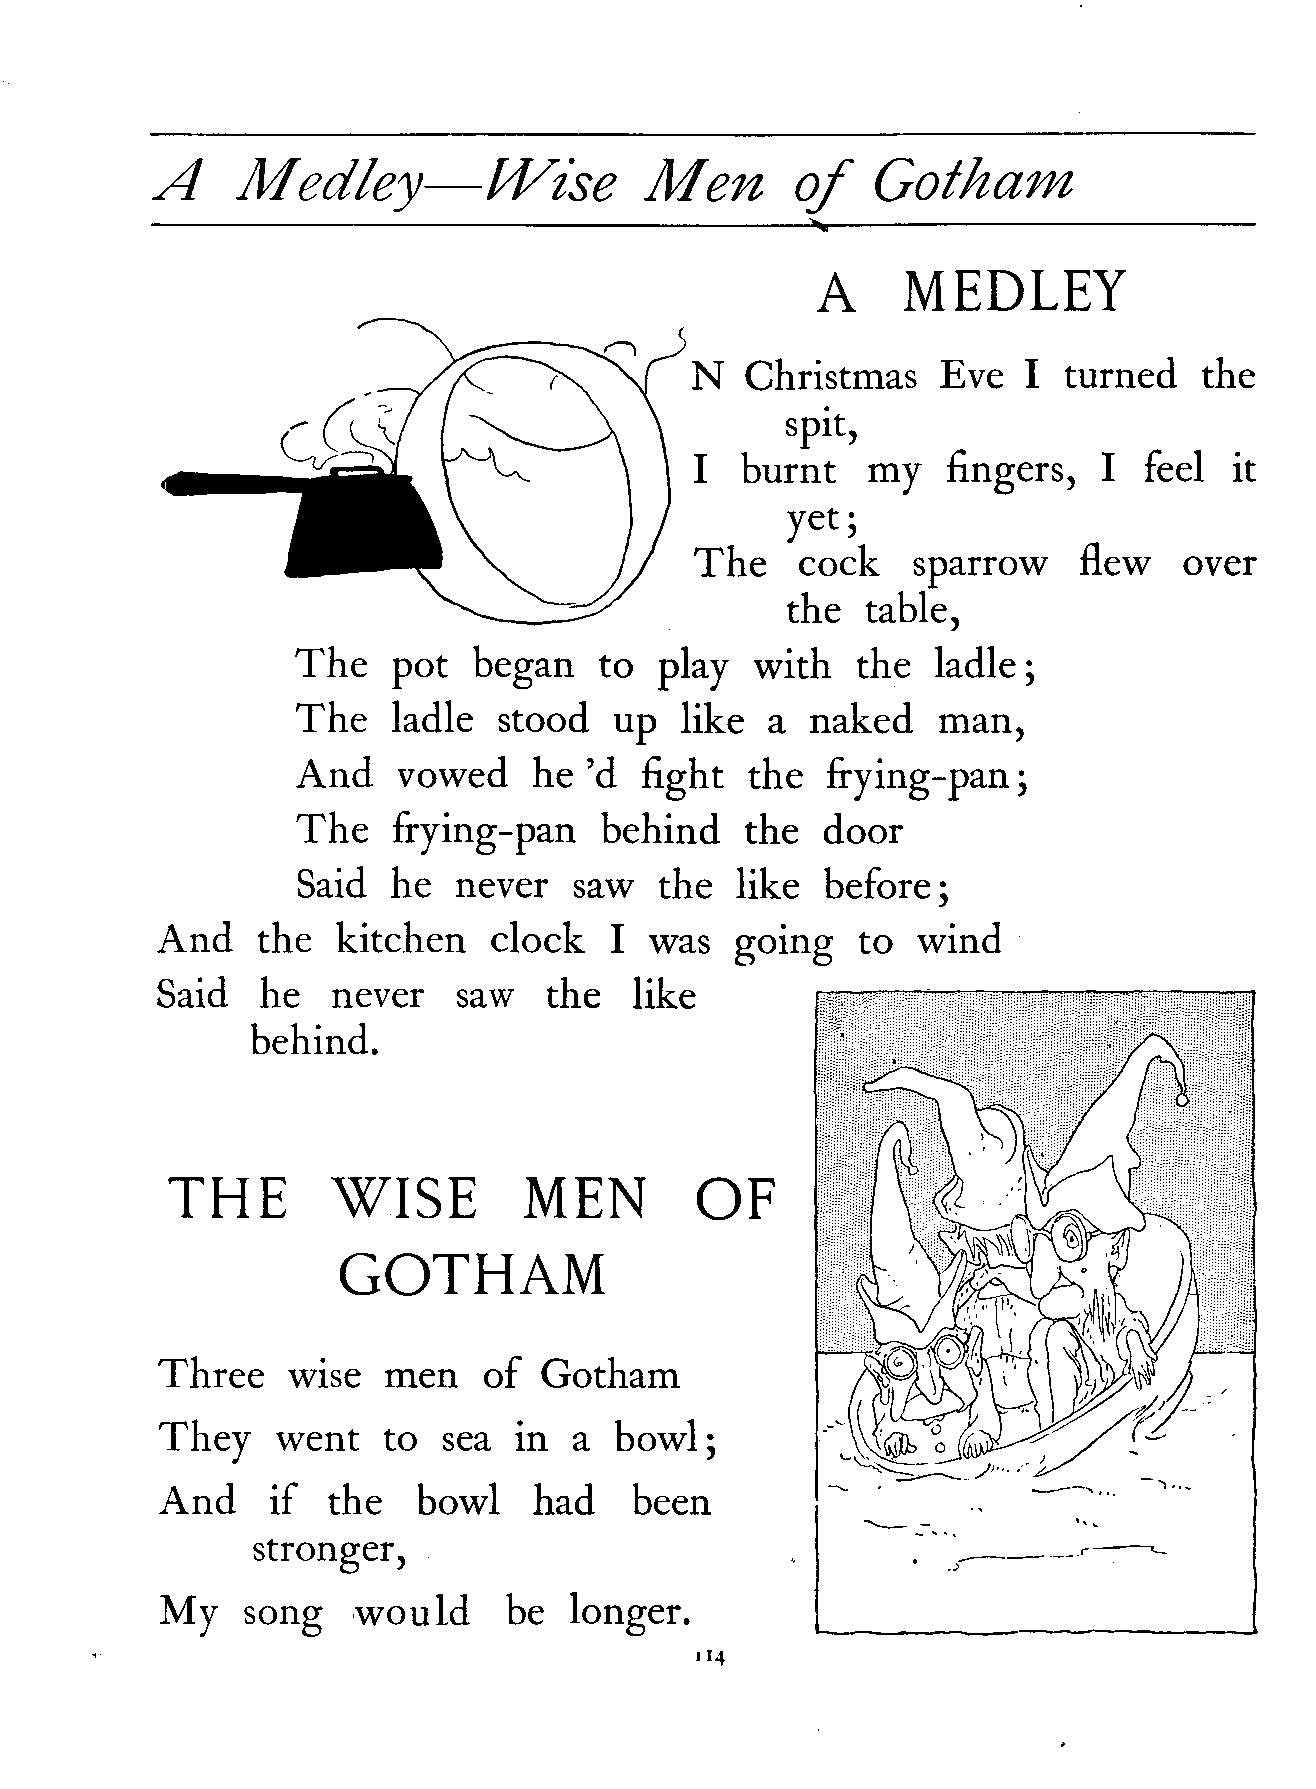 A Medley—Wise Men of Gotham
A MEDLEY
ON Christmas Eve I turned the
spit,
I burnt my fingers, I feel it
yet;
The cock sparrow flew over
the table,
The pot began to play with the ladle;
The ladle stood up like a naked man,
And vowed he 'd fight the frying-pan;
The frying-pan behind the door
Said he never saw the like before;
And the kitchen clock I was going to wind
Said he never saw the like
behind.
THE WISE MEN OF
GOTHAM
Three wise men of Gotham
They went to sea in a bowl;
And if the bowl had been
stronger,
My song would be longer.
114